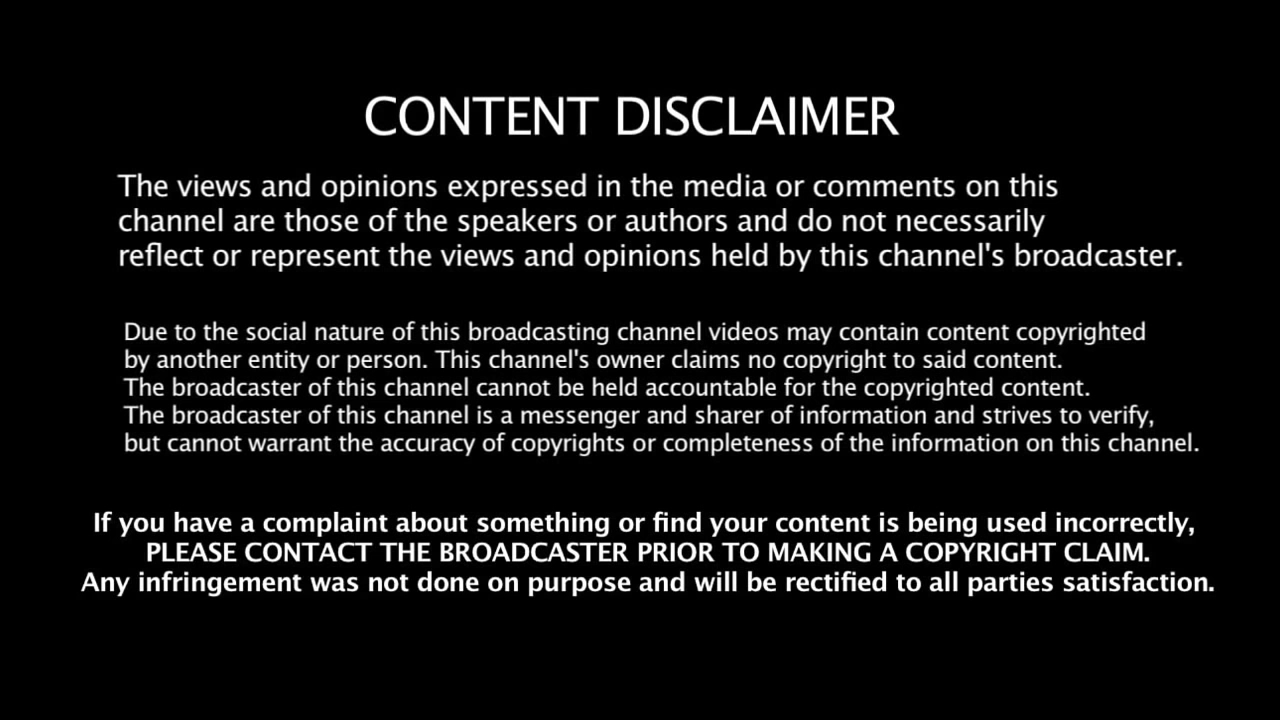 CONTENT DISCLAIMER
The views and opinions expressed in the media or comments on this
channel are those of the speakers or authors and do not necessarily
reflect or represent the views and opinions held by this channel's broadcaster.
Due to the social nature of this broadcasting channel videos may contain content copyrighted
by another entity or person. This channel's owner claims no copyright to said content.
The broadcaster of this channel cannot be held accountable for the copyrighted content.
The broadcaster of this channel is a messenger and sharer of information and strives to verify,
but cannot warrant the accuracy of copyrights or completeness of the information on this channel.
If you have a complaint about something or find your content is being used incorrectly,
PLEASE CONTACT THE BROADCASTER PRIOR TO MAKING A COPYRIGHT CLAIM.
Any infringement was not done on purpose and will be rectified to all parties satisfaction.